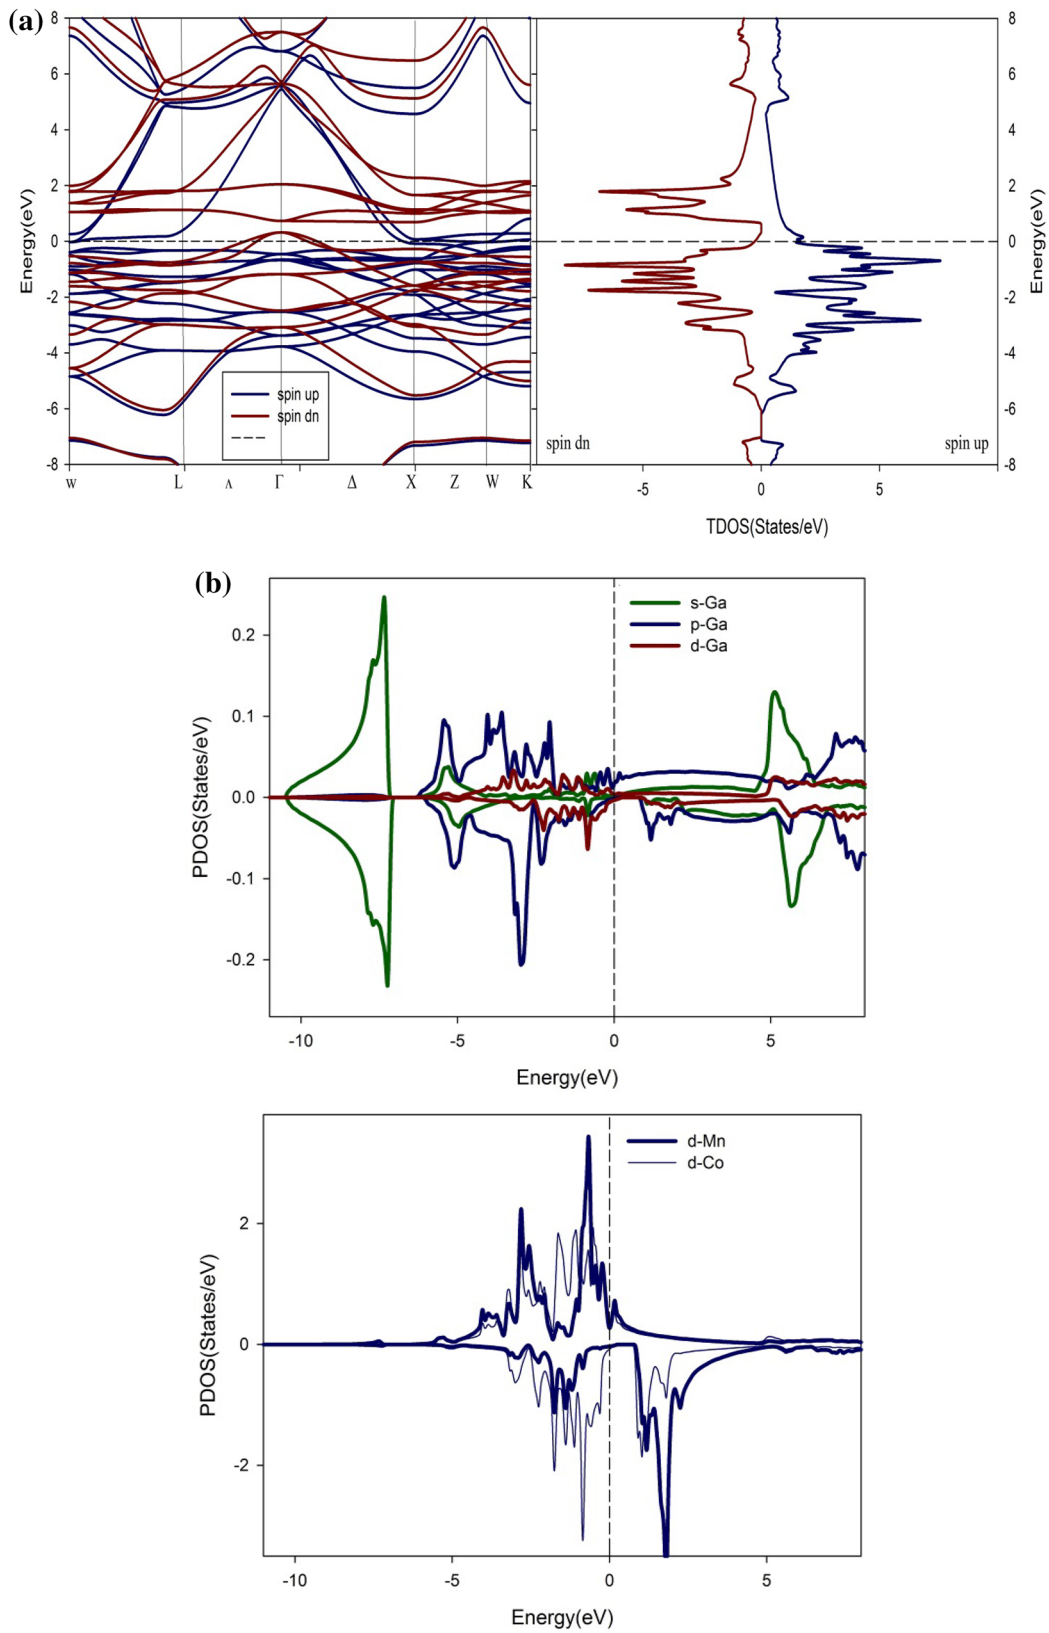 (a)
8
6
4
2
0
-2
-4
-6
-8
Energy(eV)
spin up
spin dn
W
L
Λ
Γ
Δ
X
Z
W
K
8
6
4
2
0
-2
-4
-6
-8
Energy(eV)
spin dn
spin up
-5
0
5
TDOS(States/eV)
(b)
s-Ga
p-Ga
d-Ga
0.2
0.1
0.0
-0.1
-0.2
PDOS(States/eV)
-10
-5
0
5
Energy(eV)
d-Mn
d-Co
2
0
-2
PDOS(States/eV)
-10
-5
0
5
Energy(eV)